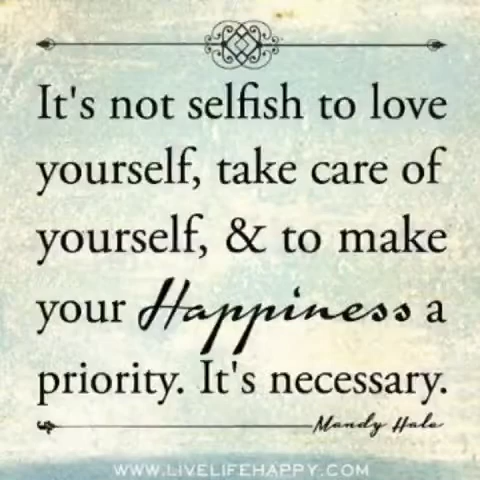 It's not selfish to love
yourself, take care of
yourself, & to make
your Happiness a
priority. It's necessary.
Mandy Hale
WWW.LIVELIFEHAPPY.COM